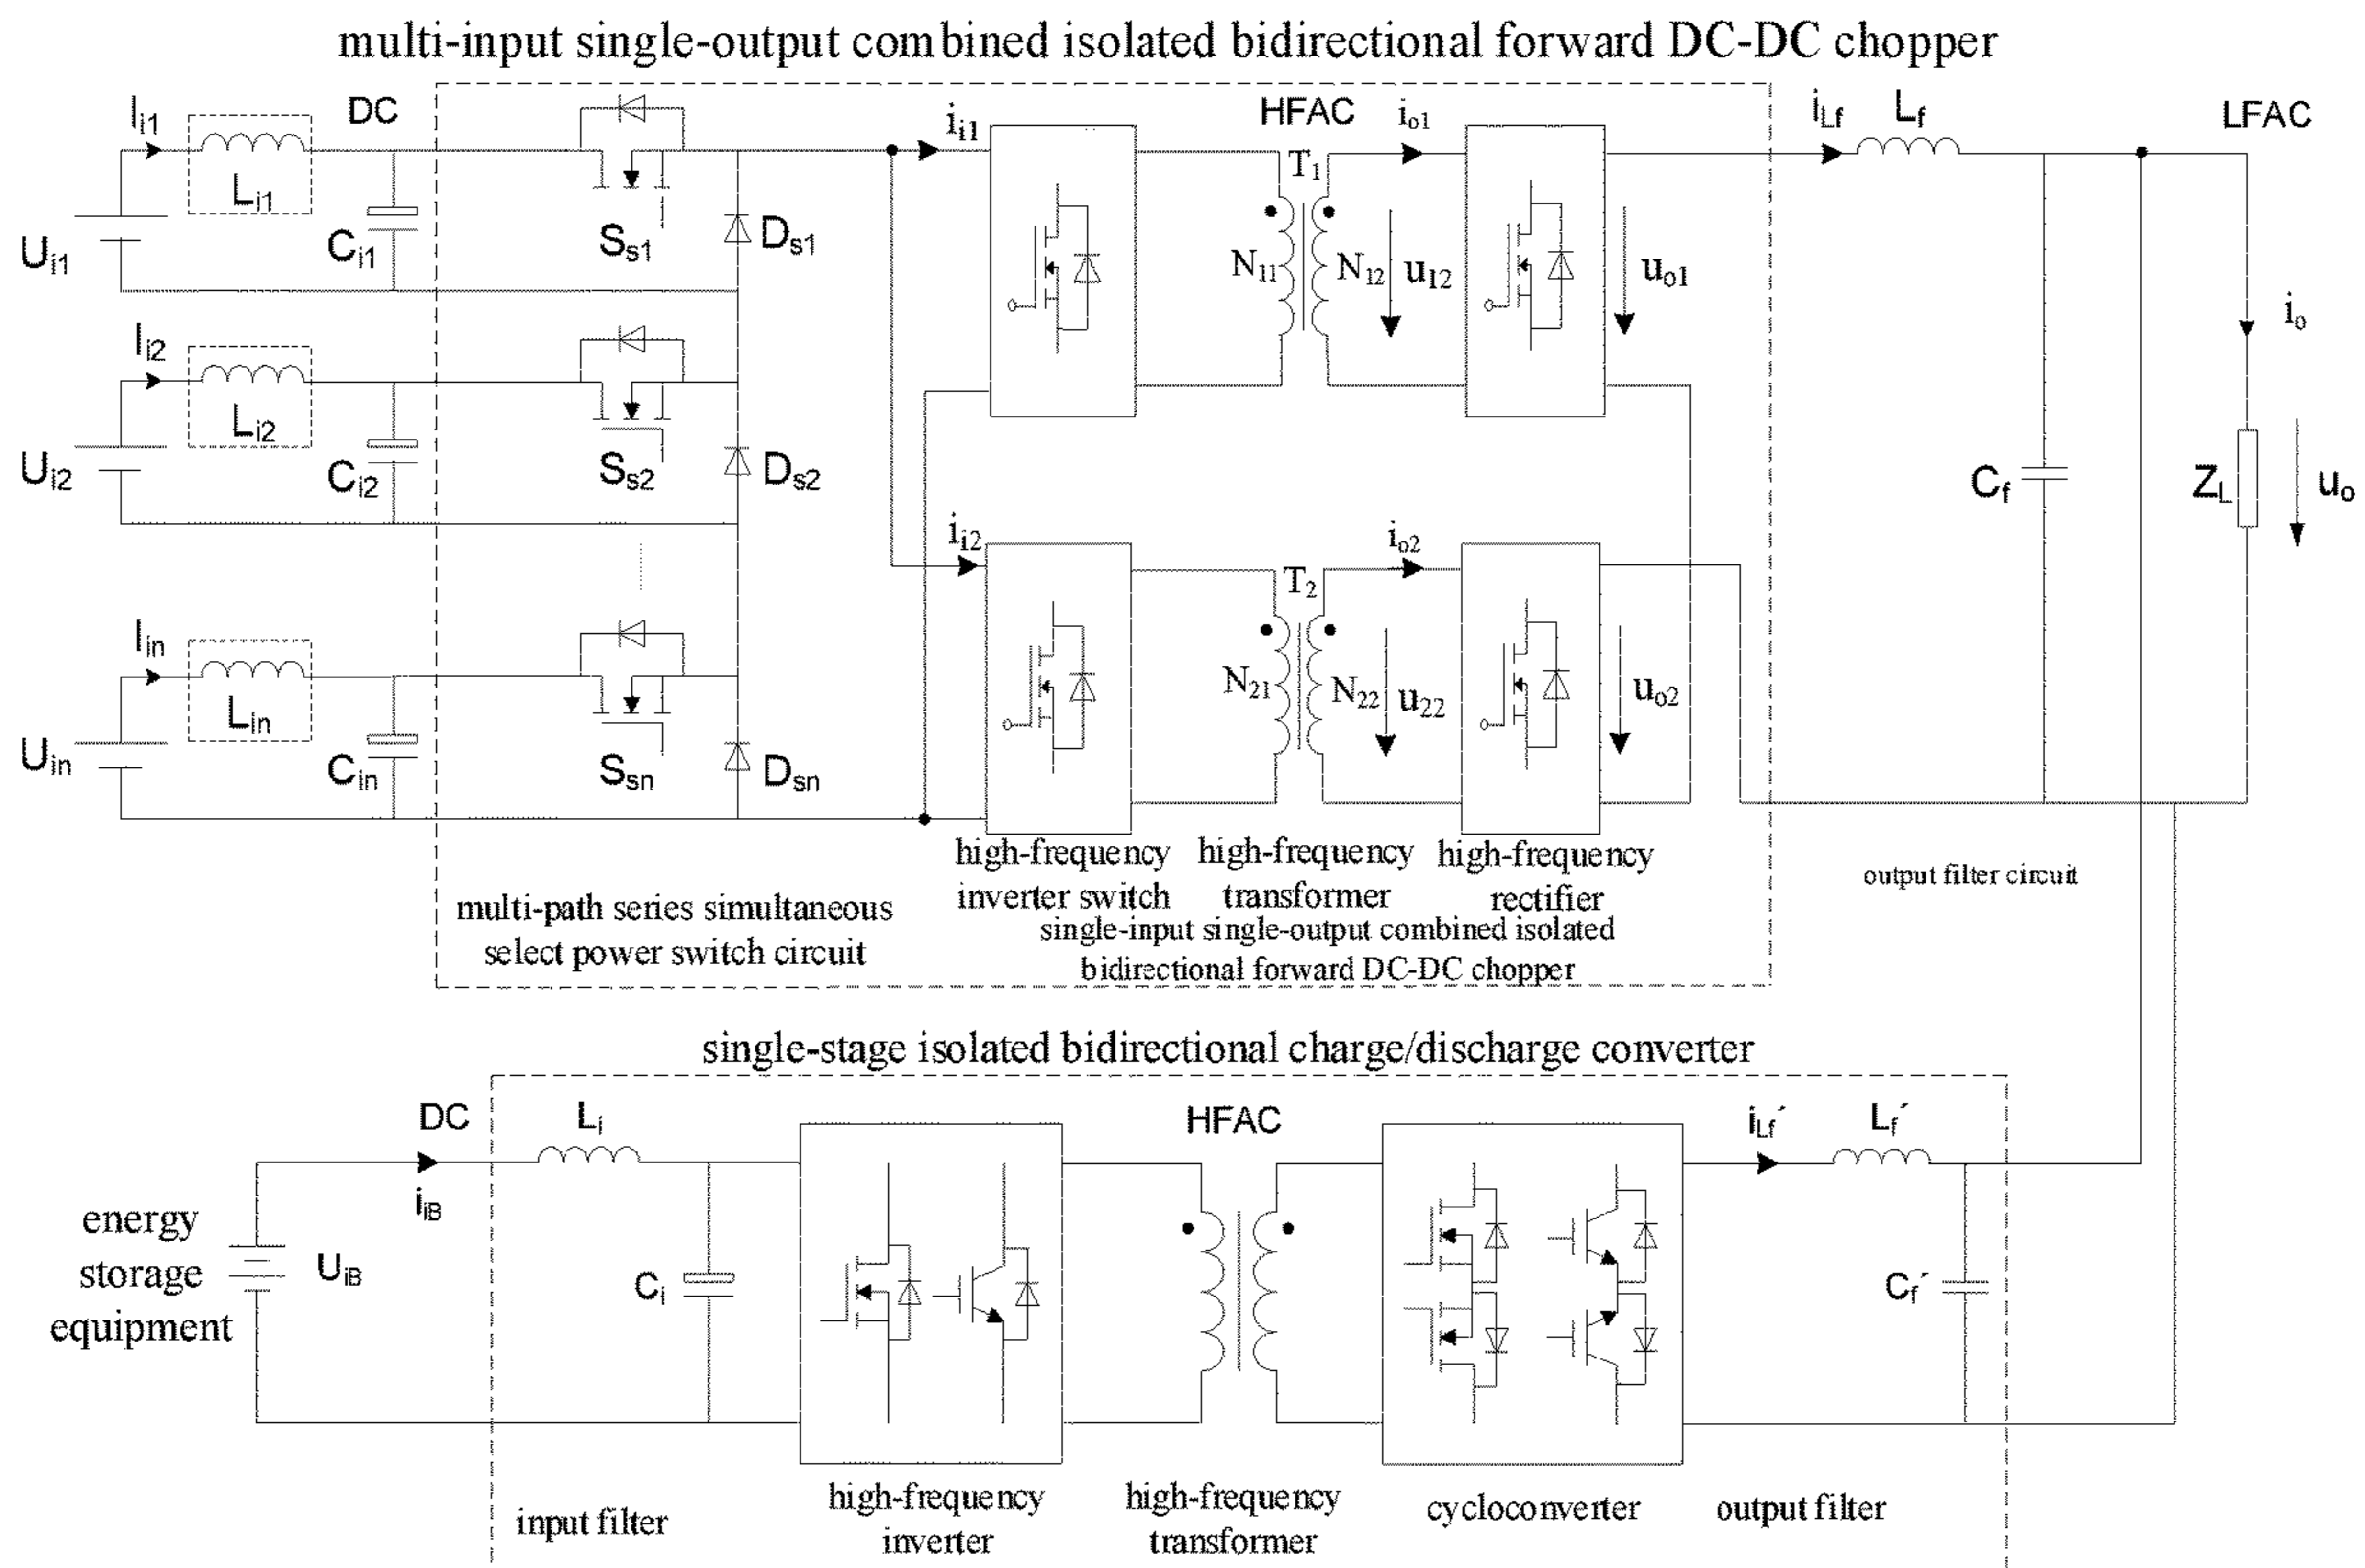 multi-input single-output combined isolated bidirectional forward DC-DC chopper
Ii1
DC
Li1
Ui1
Ci1
Ss1
Ds1
ii1
HFAC
T1
N11
N12
u12
io1
uo1
iLf
Lf
LFAC
io
Ii2
Li2
Ui2
Ci2
Ss2
Ds2
Cf
ZL
uo
ii2
T2
N21
N22
u22
io2
uo2
Iin
Lin
Uin
Cin
Ssn
Dsn
high-frequency
inverter switch
high-frequency
transformer
high-frequency
rectifier
output filter circuit
multi-path series simultaneous
select power switch circuit
single-input single-output combined isolated
bidirectional forward DC-DC chopper
single-stage isolated bidirectional charge/discharge converter
DC
Li
HFAC
iLf´
Lf´
iiB
energy
storage
equipment
UiB
Ci
Cf´
input filter
high-frequency
inverter
high-frequency
transformer
cycloconverter
output filter